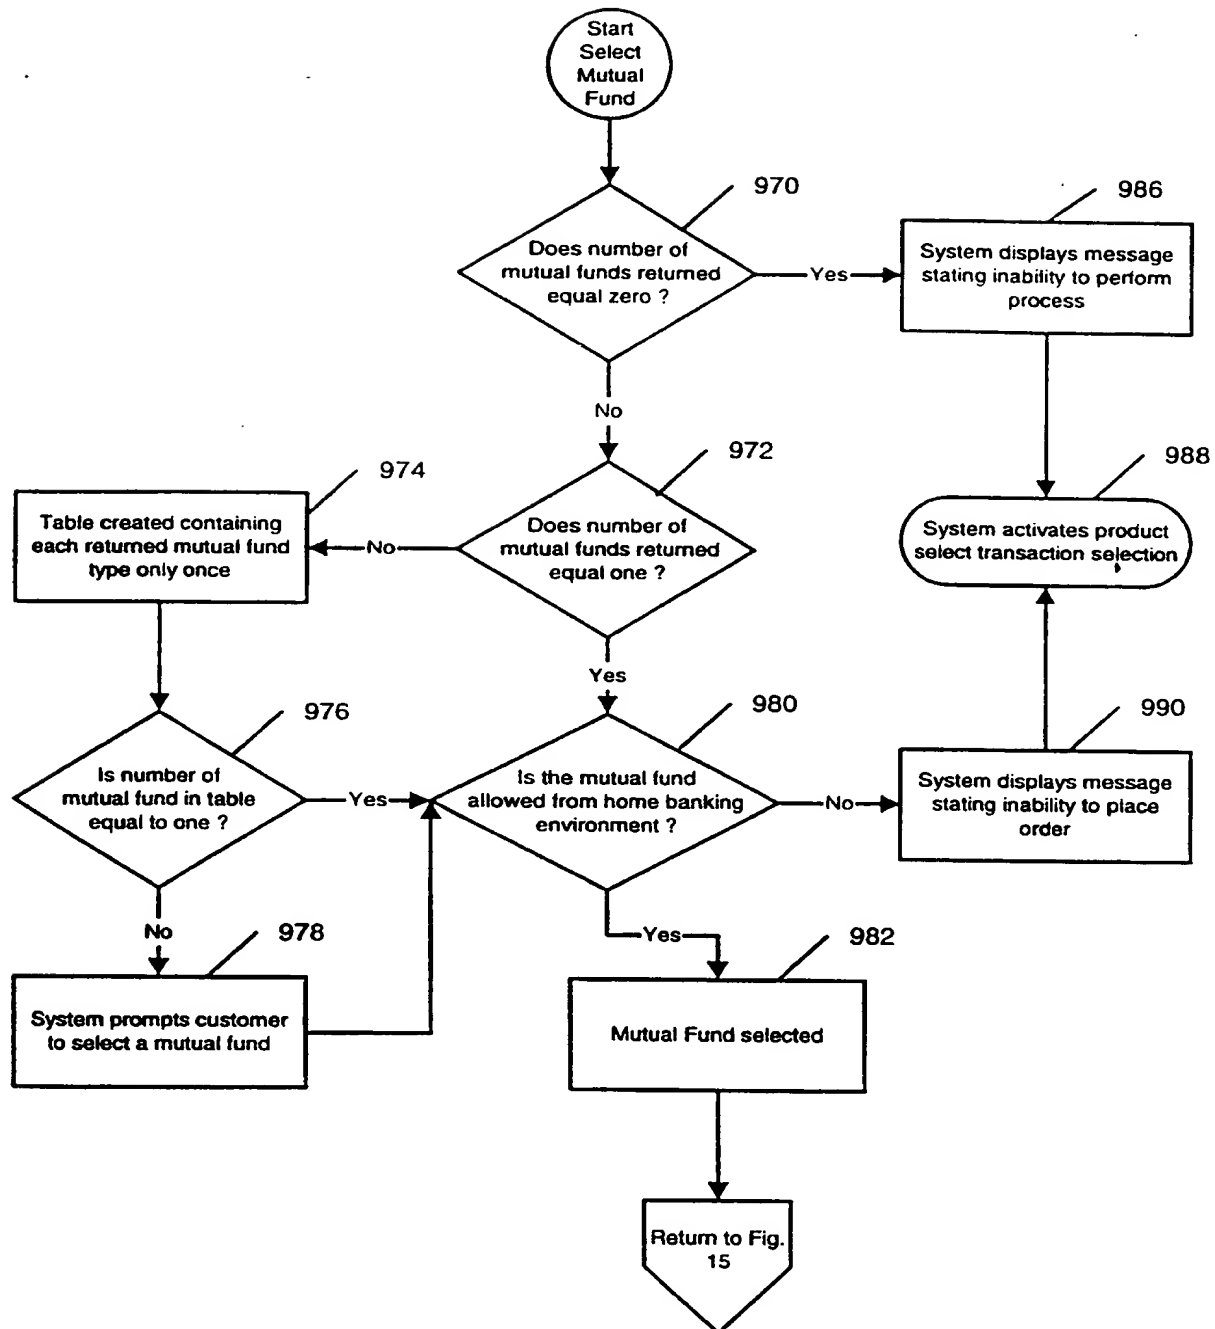 Start
Select
Mutual
Fund
970
Does number of
mutual funds returned
equal zero ?
Yes
986
System displays message
stating inability to perform
process
No
972
Does number of
mutual funds returned
equal one ?
No
974
Table created containing
each returned mutual fund
type only once
988
System activates product
select transaction selection
Yes
976
Is number of
mutual fund in table
equal to one ?
Yes
980
Is the mutual fund
allowed from home banking
environment ?
No
990
System displays message
stating inability to place
order
No
978
System prompts customer
to select a mutual fund
Yes
982
Mutual Fund selected
Return to Fig.
15